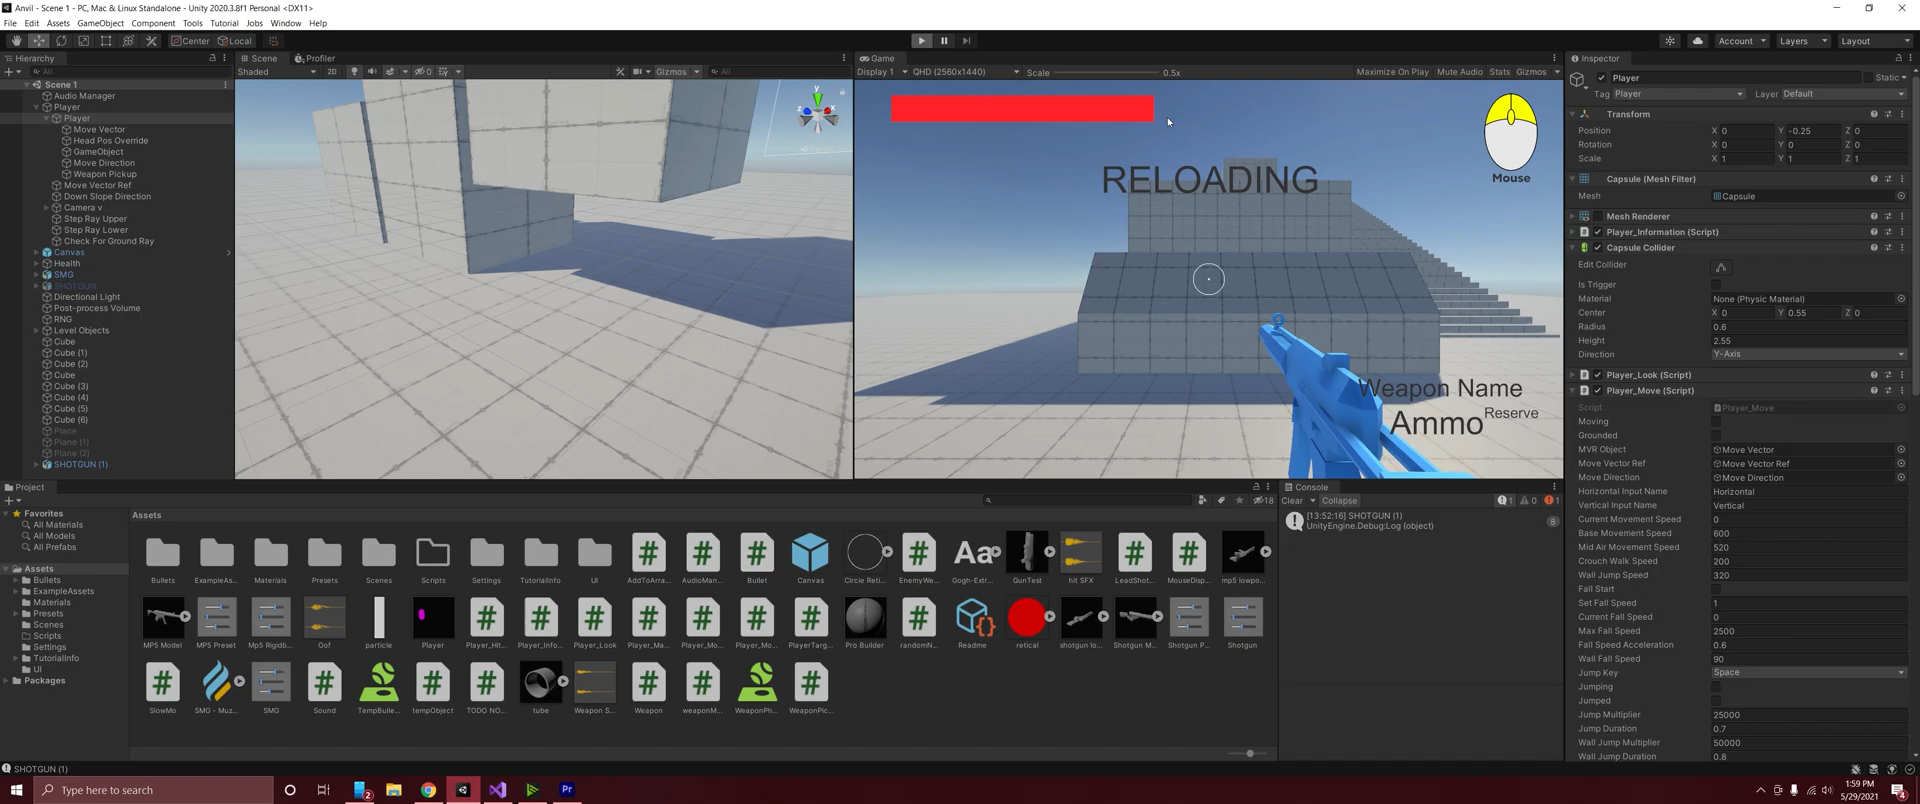 Anvil - Scene 1 - PC, Mac & Linux Standalone - Unity 2020.3.8f1 Personal <DX11>
File Edit Assets GameObject Component Tools Tutorial Jobs Window Help
Center Local
Account Layers Layout
Hierarchy
All
Scene 1
Audio Manager
Player
Player
Move Vector
Head Pos Override
GameObject
Move Direction
Weapon Pickup
Move Vector Ref
Down Slope Direction
Camera v
Step Ray Upper
Step Ray Lower
Check For Ground Ray
Canvas
Health
SMG
SHOTGUN
Directional Light
Post-process Volume
RNG
Level Objects
Cube
Cube (1)
Cube (2)
Cube
Cube (3)
Cube (4)
Cube (5)
Cube (6)
Plane
Plane (1)
Plane (2)
SHOTGUN (1)
Scene Profiler
Shaded 2D 0 Gizmos All
y
z x
Game
Display 1 QHD (2560x1440) Scale 0.5x Maximize On Play Mute Audio Stats Gizmos
RELOADING
Mouse
Weapon Name
Ammo Reserve
Inspector
Player Static
Tag Player Layer Default
Transform
Position X 0 Y -0.25 Z 0
Rotation X 0 Y 0 Z 0
Scale X 1 Y 1 Z 1
Capsule (Mesh Filter)
Mesh Capsule
Mesh Renderer
Player_Information (Script)
Capsule Collider
Edit Collider
Is Trigger
Material None (Physic Material)
Center X 0 Y 0.55 Z 0
Radius 0.6
Height 2.55
Direction Y-Axis
Player_Look (Script)
Player_Move (Script)
Script Player_Move
Moving
Grounded
MVR Object Move Vector
Move Vector Ref Move Vector Ref
Move Direction Move Direction
Horizontal Input Name Horizontal
Vertical Input Name Vertical
Current Movement Speed 0
Base Movement Speed 600
Mid Air Movement Speed 520
Crouch Walk Speed 200
Wall Jump Speed 320
Fall Start
Set Fall Speed 1
Current Fall Speed 0
Max Fall Speed 2500
Fall Speed Acceleration 0.6
Wall Fall Speed 90
Jump Key Space
Jumping
Jumped
Jump Multiplier 25000
Jump Duration 0.7
Wall Jump Multiplier 50000
Wall Jump Duration 0.8
Project
18
Favorites
All Materials
All Models
All Prefabs
Assets
Bullets
ExampleAssets
Materials
Presets
Scenes
Scripts
Settings
TutorialInfo
UI
Packages
Assets
Bullets ExampleAs... Materials Presets Scenes Scripts Settings TutorialInfo UI AddToArra... AudioMan... Bullet Canvas Circle Reti... EnemyWe... Gogh-Extr... GunTest hit SFX LeadShot... MouseDisp... mp5 lowpo...
MP5 Model MP5 Preset Mp5 Rigidb... Oof particle Player Player_Hit... Player_Info... Player_Look Player_Ma... Player_Mo... Player_Mo... PlayerTarg... Pro Builder randomN... Readme retical shotgun lo... Shotgun M... Shotgun P... Shotgun
SlowMo SMG - Muz... SMG Sound TempBulle... tempObject TODO NO... tube Weapon S... Weapon weaponM... WeaponPh... WeaponPic...
Console
Clear Collapse 1 0 1
[13:52:16] SHOTGUN (1)
UnityEngine.Debug:Log (object)
8
SHOTGUN (1)
Type here to search
2
Pr
1:59 PM
5/29/2021
4